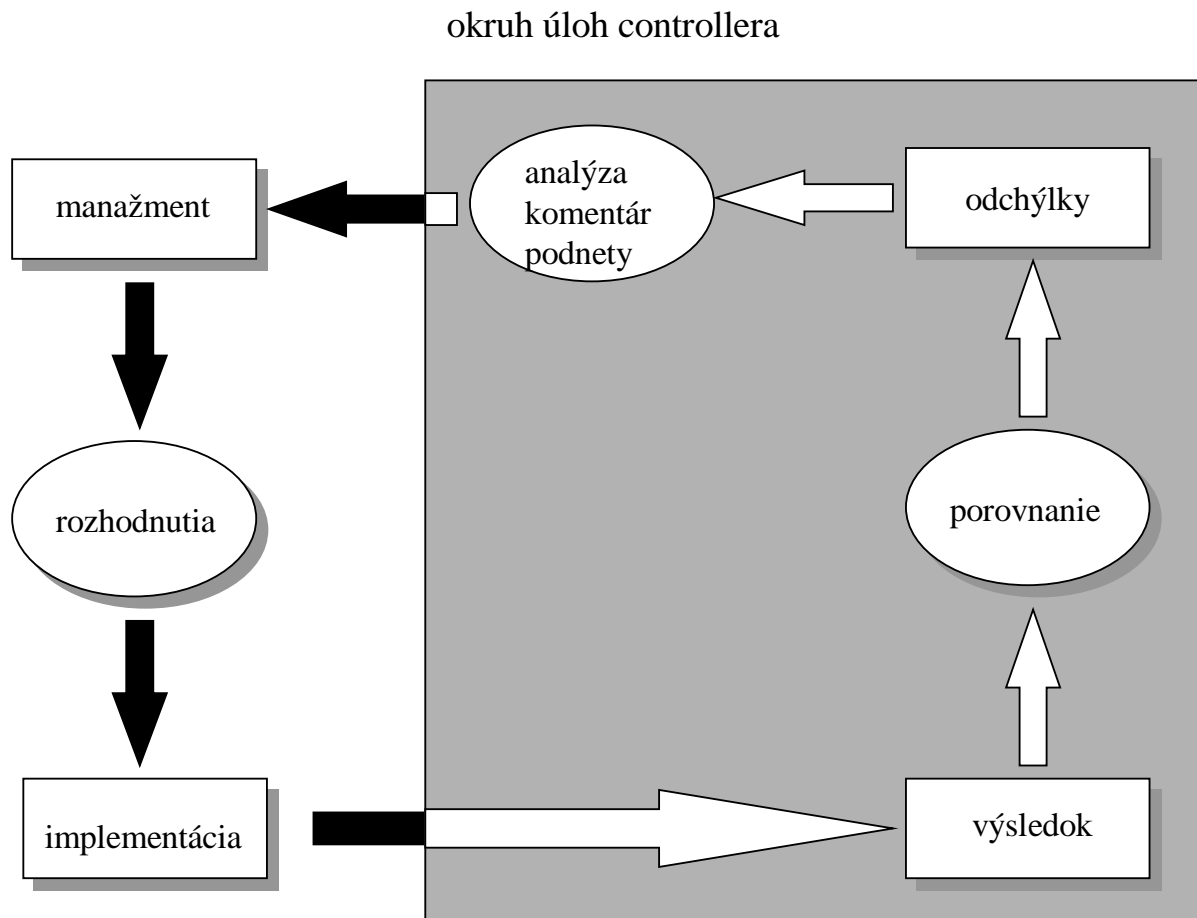 okruh úloh controllera
manažment
analýza
komentár
podnety
odchýlky
rozhodnutia
porovnanie
implementácia
výsledok